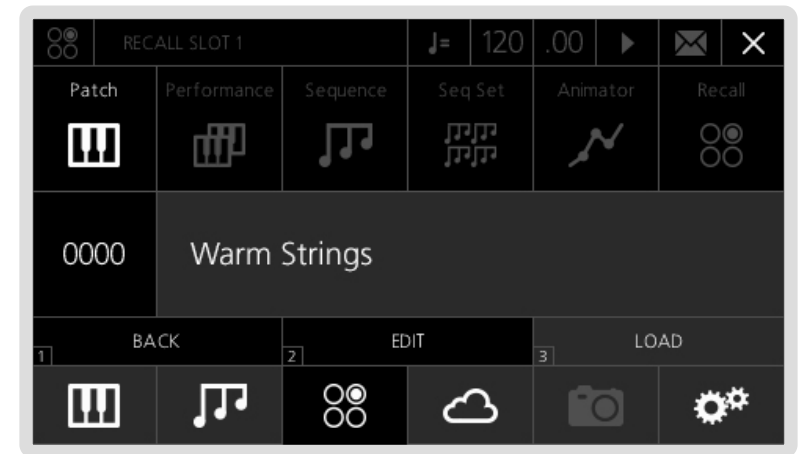 RECALL SLOT 1 ♩= 120 .00
Patch Performance Sequence Seq Set Animator Recall
0000 Warm Strings
BACK EDIT LOAD
1 2 3